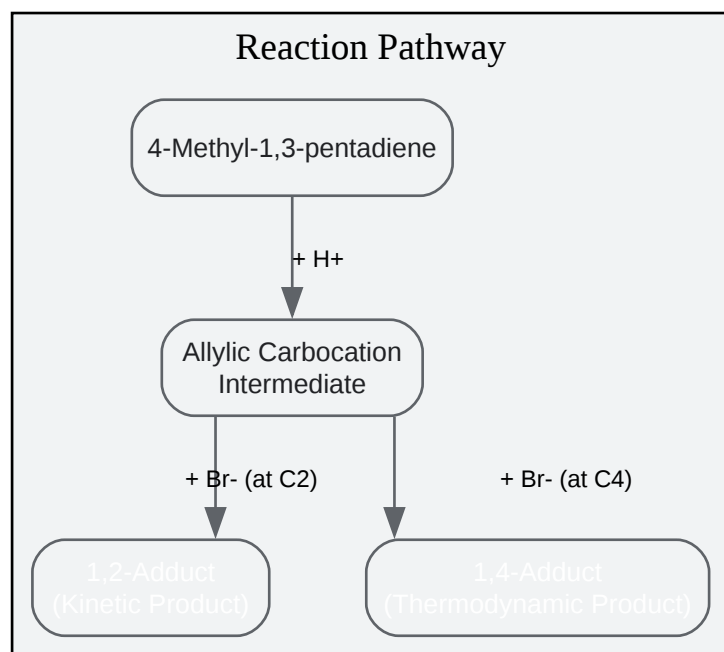 Reaction Pathway
4-Methyl-1,3-pentadiene
+ H+
Allylic Carbocation
Intermediate
+ Br- (at C2)
+ Br- (at C4)
1,2-Adduct
(Kinetic Product)
1,4-Adduct
(Thermodynamic Product)